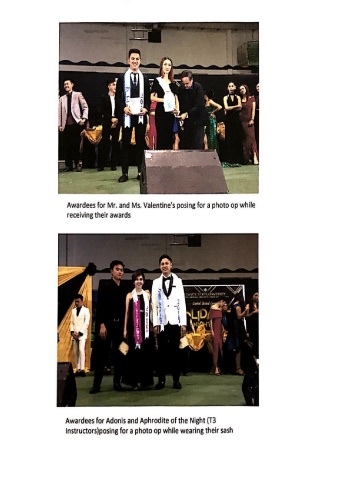 Awardees for Mr. and Ms. Valentine's posing for a photo op while
receiving their awards
Awardees for Adonis and Aphrodite of the Night (T3
Instructors)posing for a photo op while wearing their sash